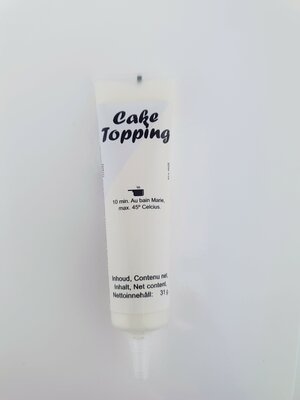 Cake
Topping
10 min. Au bain Marie,
max. 45° Celcius.
Inhoud, Contenu net,
Inhalt, Net content,
Nettoinnehåll: 31 g